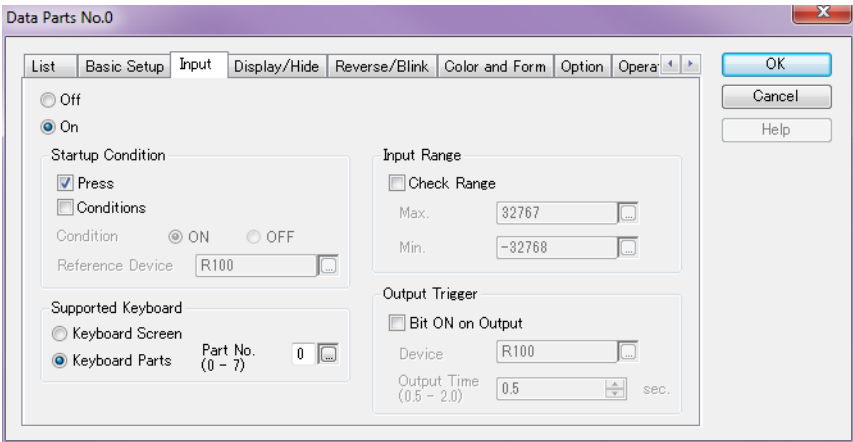 Data Parts No.0
List Basic Setup Input Display/Hide Reverse/Blink Color and Form Option Opera
OK
Cancel
Help
Off
On
Startup Condition
Press
Conditions
Condition ON OFF
Reference Device R100 ...
Supported Keyboard
Keyboard Screen
Keyboard Parts Part No. 0 ...
(0 - 7)
Input Range
Check Range
Max. 32767 ...
Min. -32768 ...
Output Trigger
Bit ON on Output
Device R100 ...
Output Time 0.5 sec.
(0.5 - 2.0)